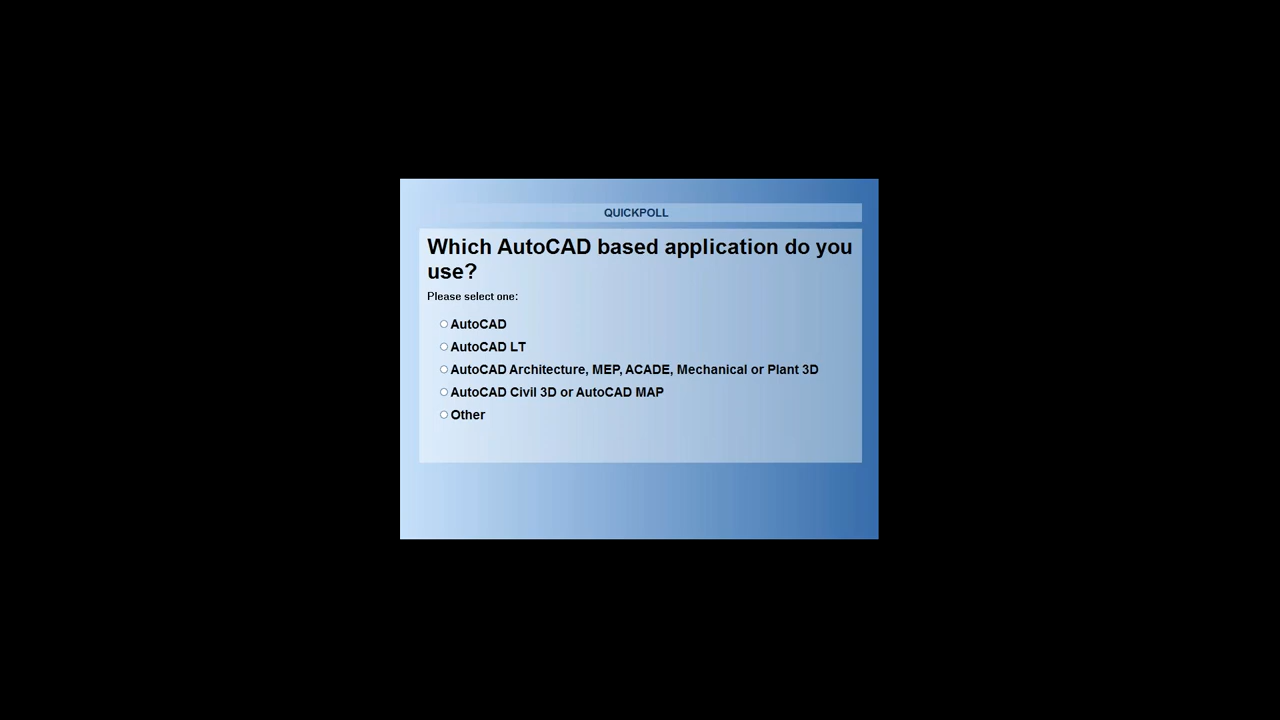 QUICKPOLL
Which AutoCAD based application do you
use?
Please select one:
AutoCAD
AutoCAD LT
AutoCAD Architecture, MEP, ACADE, Mechanical or Plant 3D
AutoCAD Civil 3D or AutoCAD MAP
Other